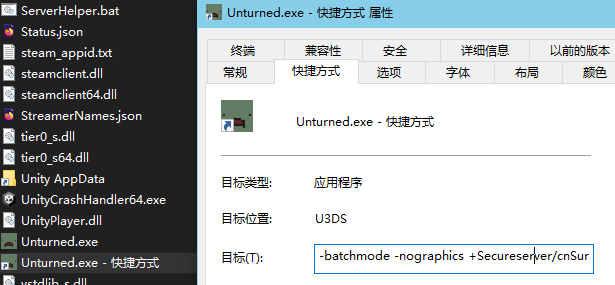 ServerHelper.bat
Status.json
steam_appid.txt
steamclient.dll
steamclient64.dll
StreamerNames.json
tier0_s.dll
tier0_s64.dll
Unity AppData
UnityCrashHandler64.exe
UnityPlayer.dll
Unturned.exe
Unturned.exe - 快捷方式
vstdlib_s.dll
Unturned.exe - 快捷方式 属性
终端
兼容性
安全
详细信息
以前的版本
常规
快捷方式
选项
字体
布局
颜色
Unturned.exe - 快捷方式
目标类型:
应用程序
目标位置:
U3DS
目标(T):
-batchmode -nographics +Secureserver/cnSur